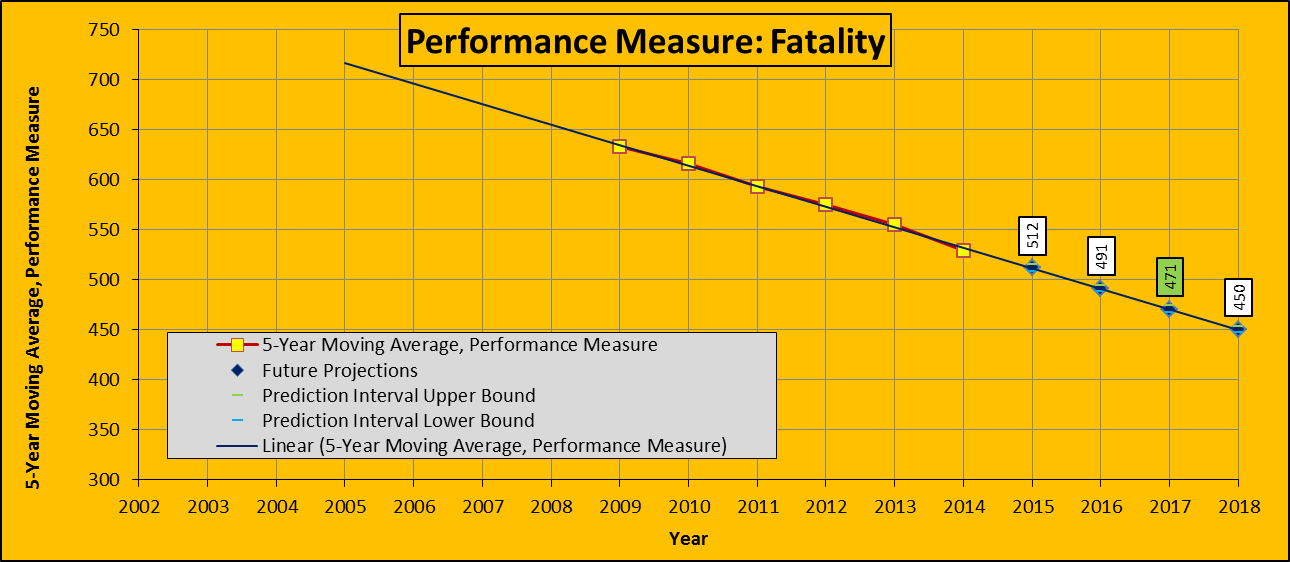 Performance Measure: Fatality
5-Year Moving Average, Performance Measure
750
700
650
600
550
500
450
400
350
300
512
491
471
450
5-Year Moving Average, Performance Measure
Future Projections
Prediction Interval Upper Bound
Prediction Interval Lower Bound
Linear (5-Year Moving Average, Performance Measure)
2002 2003 2004 2005 2006 2007 2008 2009 2010 2011 2012 2013 2014 2015 2016 2017 2018
Year